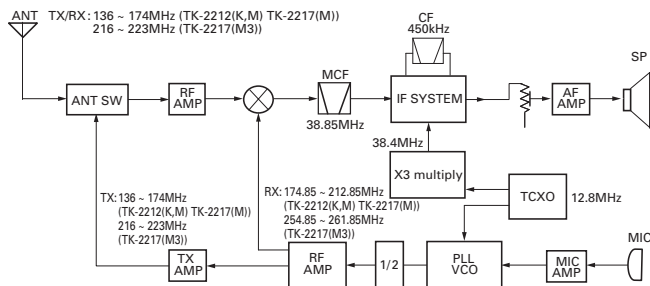 ANT
TX/RX: 136 ~ 174MHz (TK-2212(K,M) TK-2217(M))
216 ~ 223MHz (TK-2217(M3))
CF
450kHz
SP
MCF
ANT SW
RF
AMP
IF SYSTEM
AF
AMP
38.85MHz
38.4MHz
X3 multiply
TCXO
12.8MHz
TX: 136 ~ 174MHz
(TK-2212(K,M) TK-2217(M))
216 ~ 223MHz
(TK-2217(M3))
RX: 174.85 ~ 212.85MHz
(TK-2212(K,M) TK-2217(M))
254.85 ~ 261.85MHz
(TK-2217(M3))
MIC
TX
AMP
RF
AMP
1/2
PLL
VCO
MIC
AMP